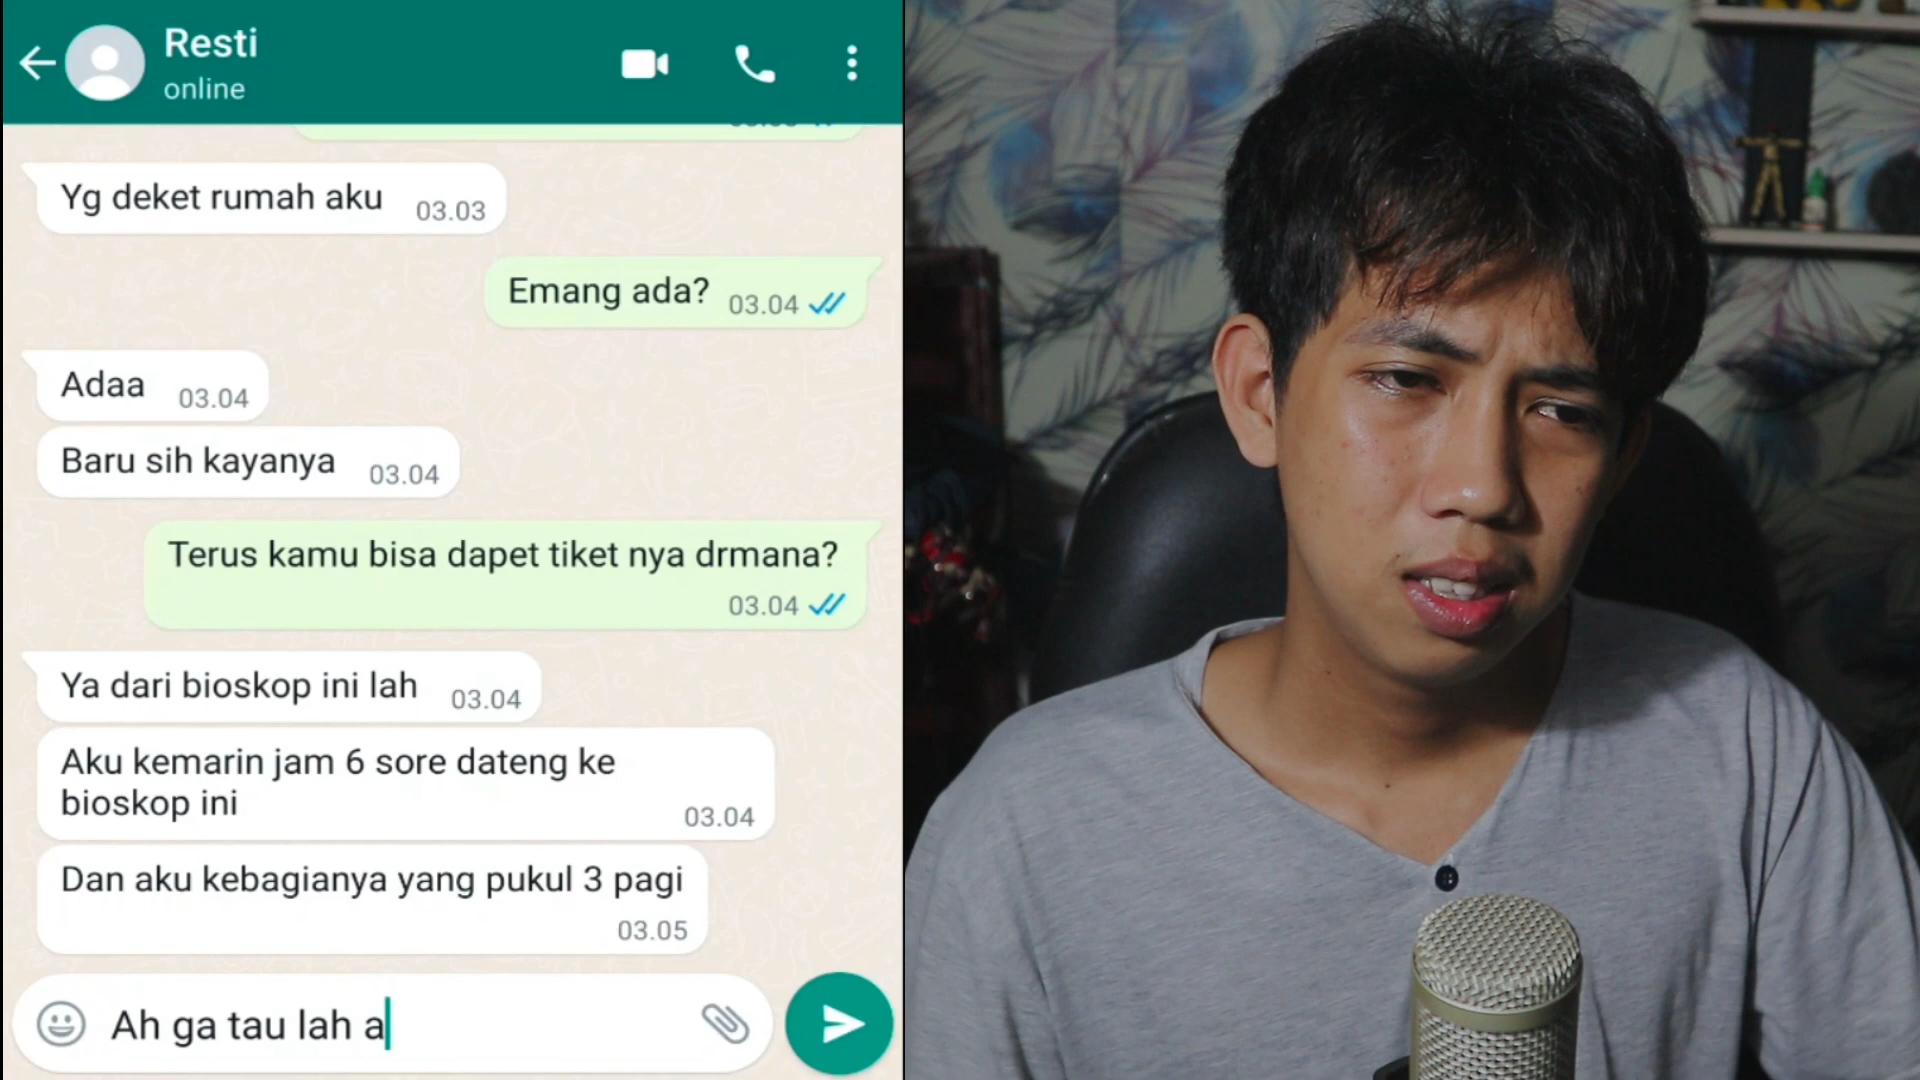 Resti
online
Yg deket rumah aku 03.03
Emang ada? 03.04
Adaa 03.04
Baru sih kayanya 03.04
Terus kamu bisa dapet tiket nya drmana?
03.04
Ya dari bioskop ini lah 03.04
Aku kemarin jam 6 sore dateng ke
bioskop ini
03.04
Dan aku kebagianya yang pukul 3 pagi
03.05
Ah ga tau lah a